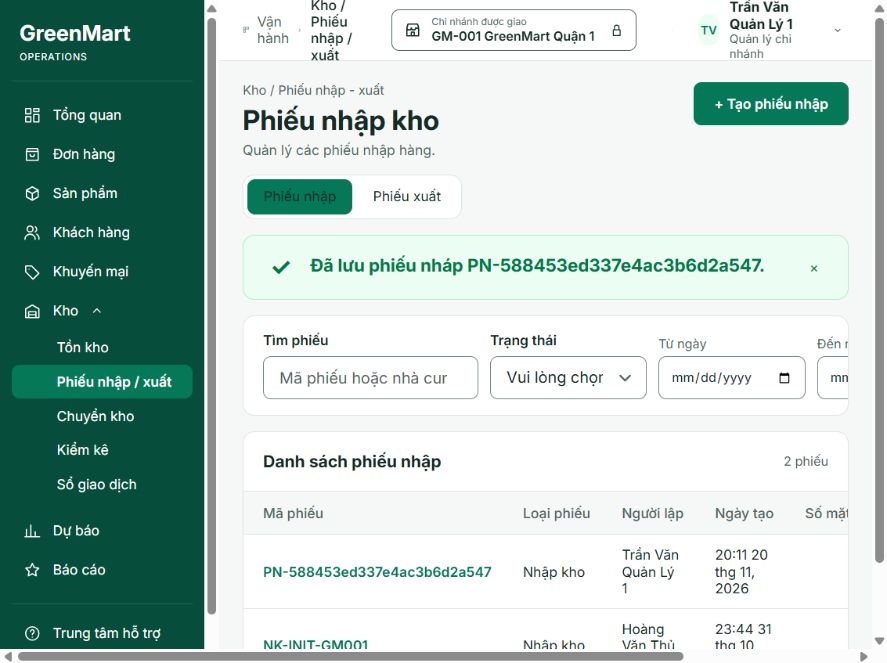 GreenMart
OPERATIONS
Tổng quan
Đơn hàng
Sản phẩm
Khách hàng
Khuyến mại
Kho
Tồn kho
Phiếu nhập / xuất
Chuyển kho
Kiểm kê
Sổ giao dịch
Dự báo
Báo cáo
Trung tâm hỗ trợ
Vận
hành
Kho /
Phiếu
nhập /
xuất
Chi nhánh được giao
GM-001 GreenMart Quận 1
TV
Trần Văn
Quản Lý 1
Quản lý chi
nhánh
Kho / Phiếu nhập - xuất
Phiếu nhập kho
Quản lý các phiếu nhập hàng.
+ Tạo phiếu nhập
Phiếu nhập
Phiếu xuất
Đã lưu phiếu nháp PN-588453ed337e4ac3b6d2a547.
×
Tìm phiếu
Trạng thái
Từ ngày
Đến
Mã phiếu hoặc nhà cur
Vui lòng chọn
mm/dd/yyyy
mm
Danh sách phiếu nhập
2 phiếu
Mã phiếu
Loại phiếu
Người lập
Ngày tạo
Số mặt
PN-588453ed337e4ac3b6d2a547
Nhập kho
Trần Văn
Quản Lý
1
20:11 20
thg 11,
2026
NK-INIT-GM001
Nhập kho
Hoàng
Văn Thủ
23:44 31
thg 10